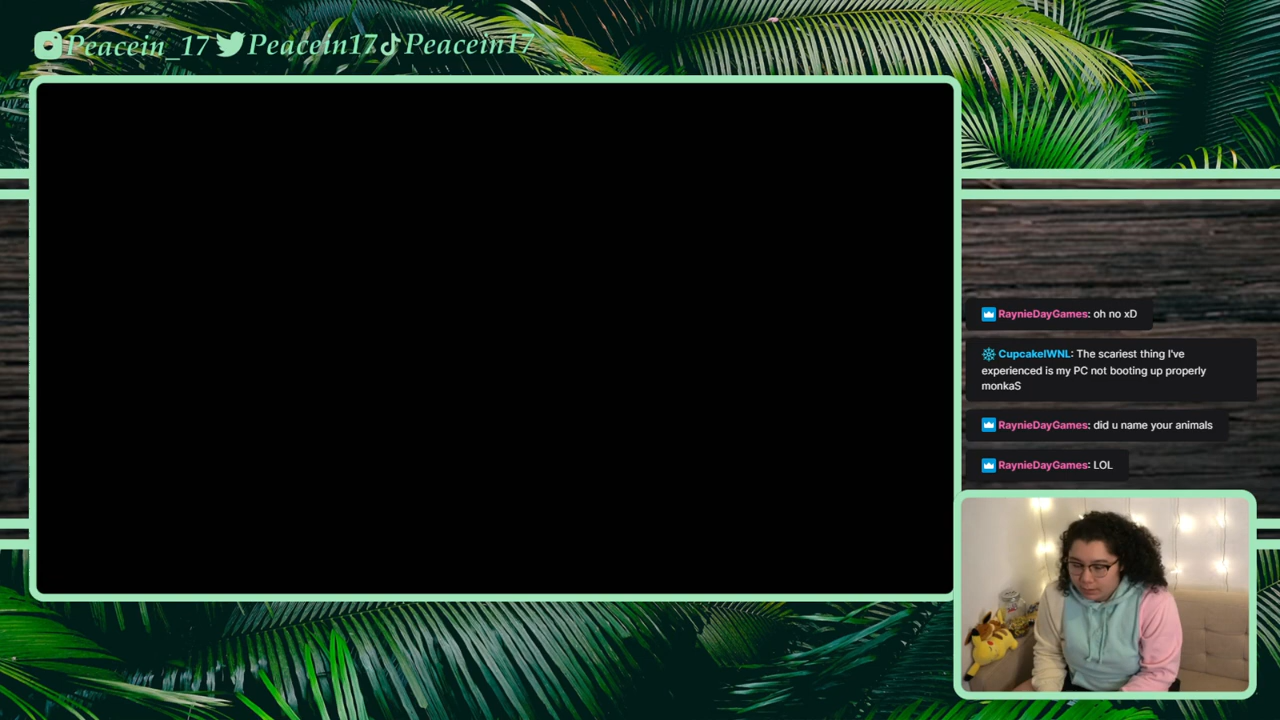 Peacein_17 Peacein17 Peacein17
RaynieDayGames: oh no xD
CupcakeIWNL: The scariest thing I've
experienced is my PC not booting up properly
monkaS
RaynieDayGames: did u name your animals
RaynieDayGames: LOL